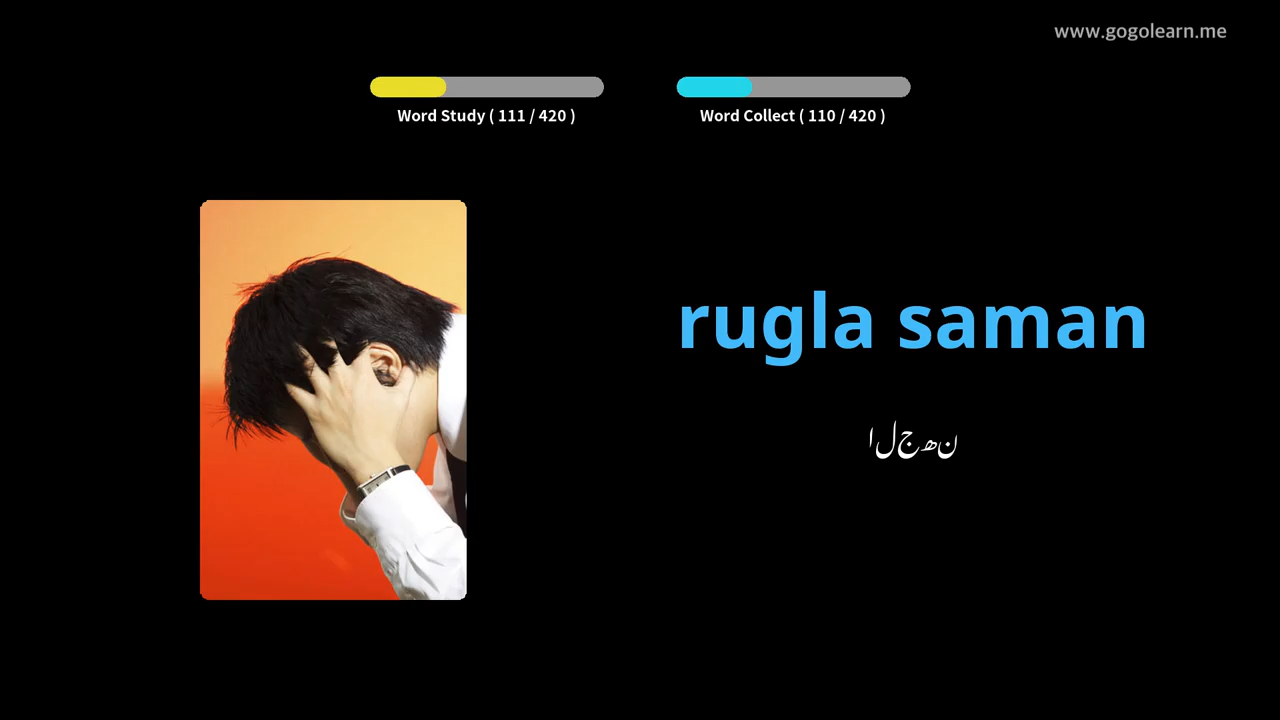 www.gogolearn.me
Word Study ( 111 / 420 )
Word Collect ( 110 / 420 )
rugla saman
الجھن